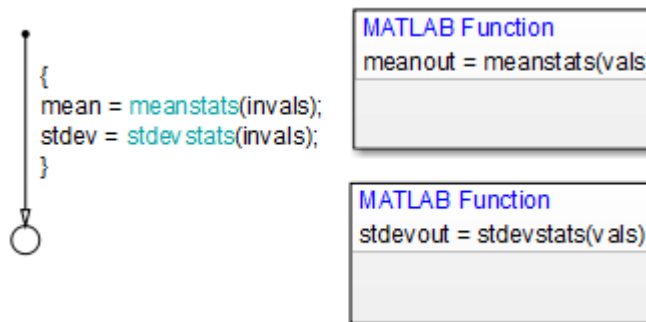 {
mean = meanstats(invals);
stdev = stdevstats(invals);
}
MATLAB Function
meanout = meanstats(vals
MATLAB Function
stdevout = stdevstats(vals)